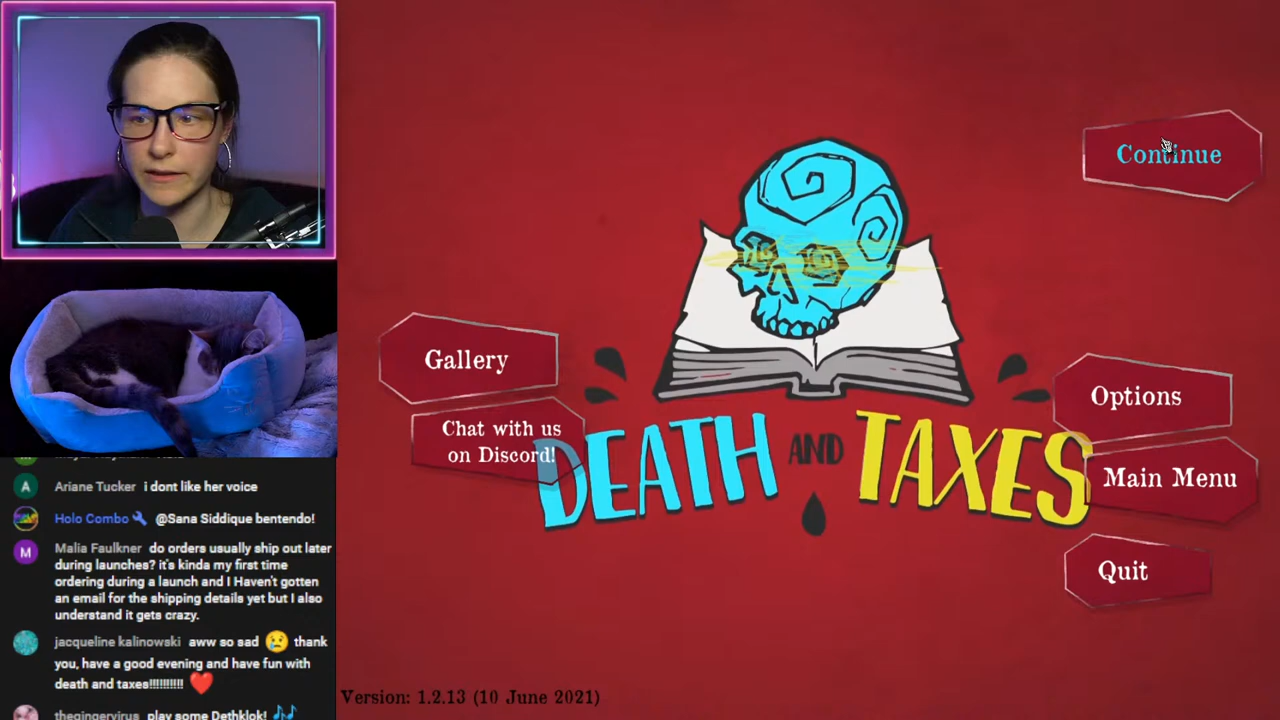 Continue
Gallery
Chat with us
on Discord!
DEATH AND TAXES
Options
Main Menu
Quit
Version: 1.2.13 (10 June 2021)
A
Ariane Tucker i dont like her voice
Holo Combo @Sana Siddique bentendo!
M
Malia Faulkner do orders usually ship out later
during launches? it's kinda my first time
ordering during a launch and I Haven't gotten
an email for the shipping details yet but I also
understand it gets crazy.
jacqueline kalinowski aww so sad 😢 thank
you, have a good evening and have fun with
death and taxes!!!!!!!!!! ❤️
thegingervirus play some Dethklok! 🎶